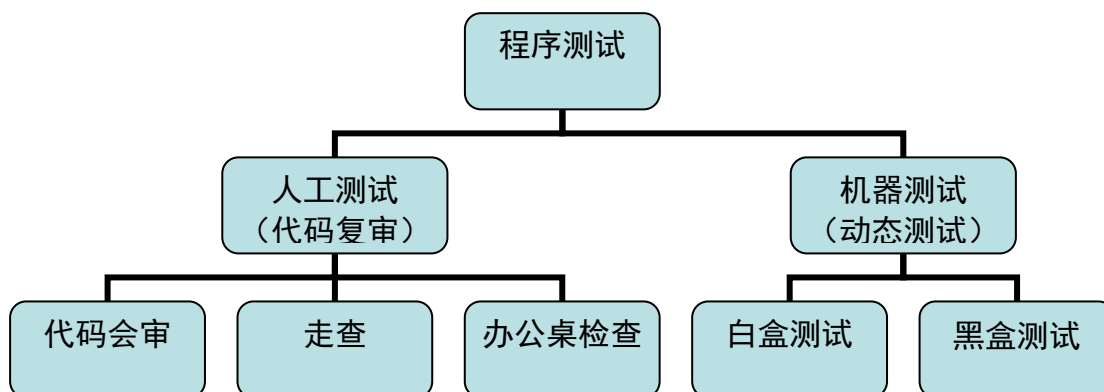 程序测试
人工测试
（代码复审）
机器测试
（动态测试）
代码会审
走查
办公桌检查
白盒测试
黑盒测试